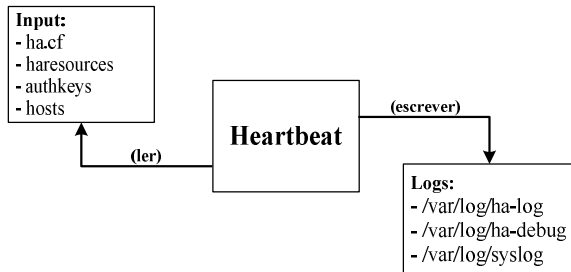 Input:
- ha.cf
- haresources
- authkeys
- hosts
(ler)
Heartbeat
(escrever)
Logs:
- /var/log/ha-log
- /var/log/ha-debug
- /var/log/syslog